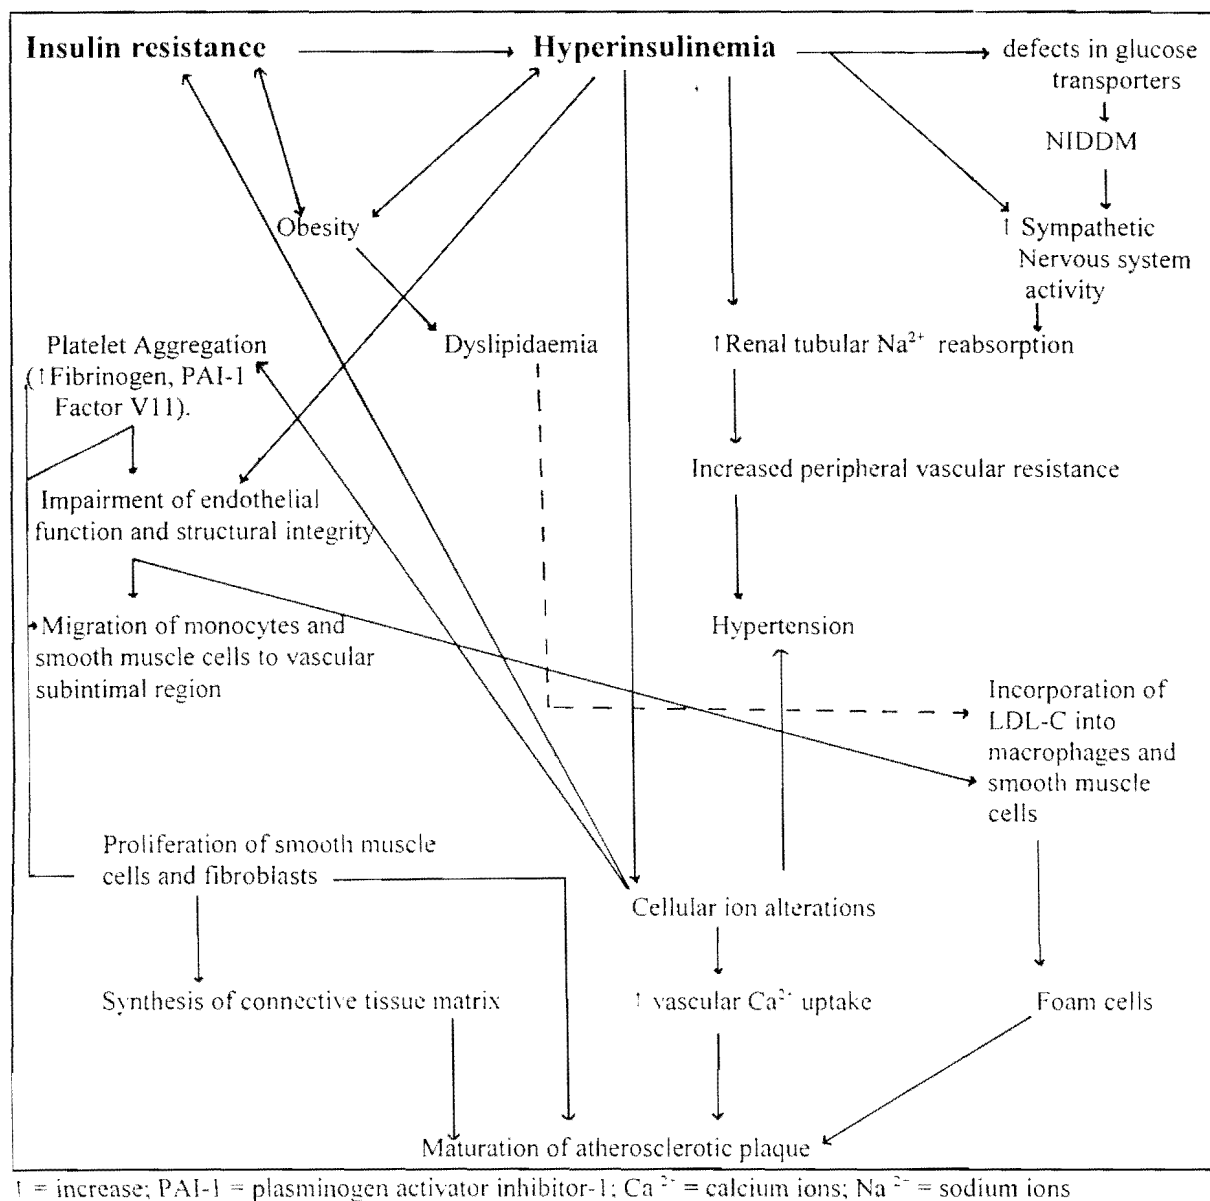 Insulin resistance
Hyperinsulinemia
defects in glucose
transporters
NIDDM
Obesity
↑ Sympathetic
Nervous system
activity
Platelet Aggregation
(↑Fibrinogen, PAI-1
Factor V11).
Dyslipidaemia
↑Renal tubular Na²⁺ reabsorption
Increased peripheral vascular resistance
Impairment of endothelial
function and structural integrity
Migration of monocytes and
smooth muscle cells to vascular
subintimal region
Hypertension
Incorporation of
LDL-C into
macrophages and
smooth muscle
cells
Proliferation of smooth muscle
cells and fibroblasts
Cellular ion alterations
Synthesis of connective tissue matrix
↑ vascular Ca²⁺ uptake
Foam cells
Maturation of atherosclerotic plaque
↑ = increase; PAI-1 = plasminogen activator inhibitor-1; Ca ²⁺ = calcium ions; Na ²⁺ = sodium ions